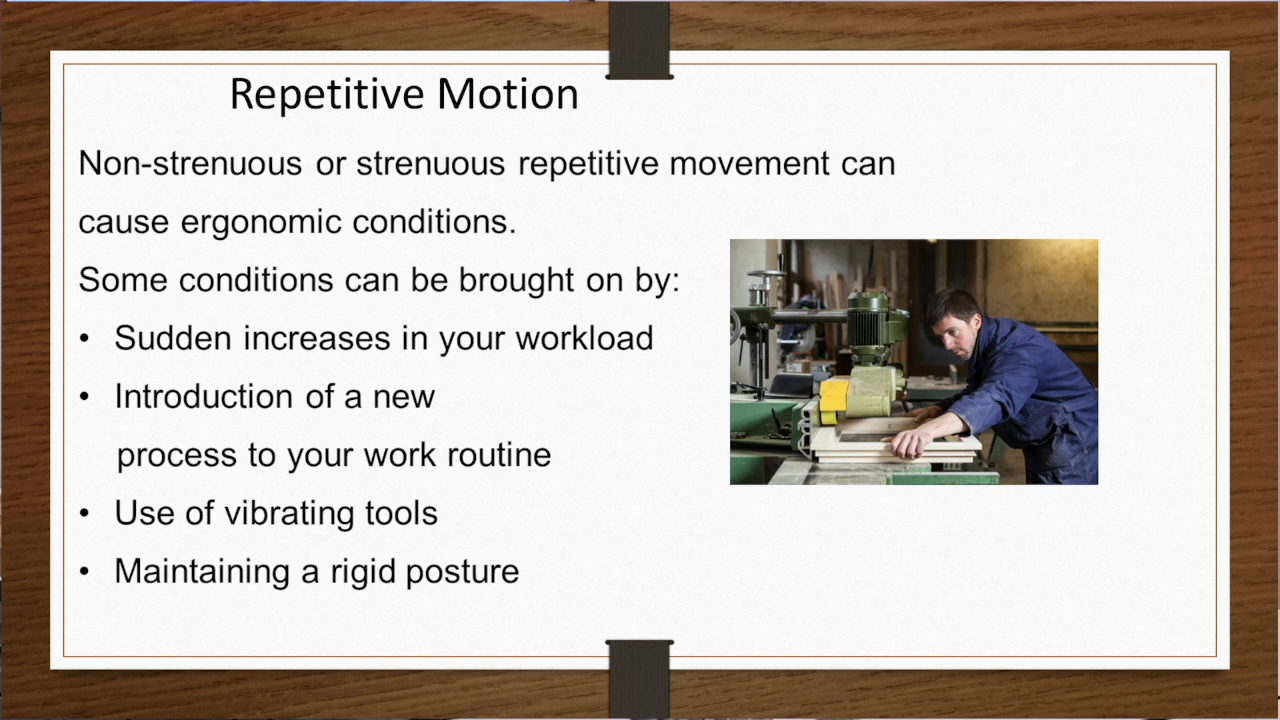 Repetitive Motion
Non-strenuous or strenuous repetitive movement can
cause ergonomic conditions.
Some conditions can be brought on by:
• Sudden increases in your workload
• Introduction of a new
process to your work routine
• Use of vibrating tools
• Maintaining a rigid posture